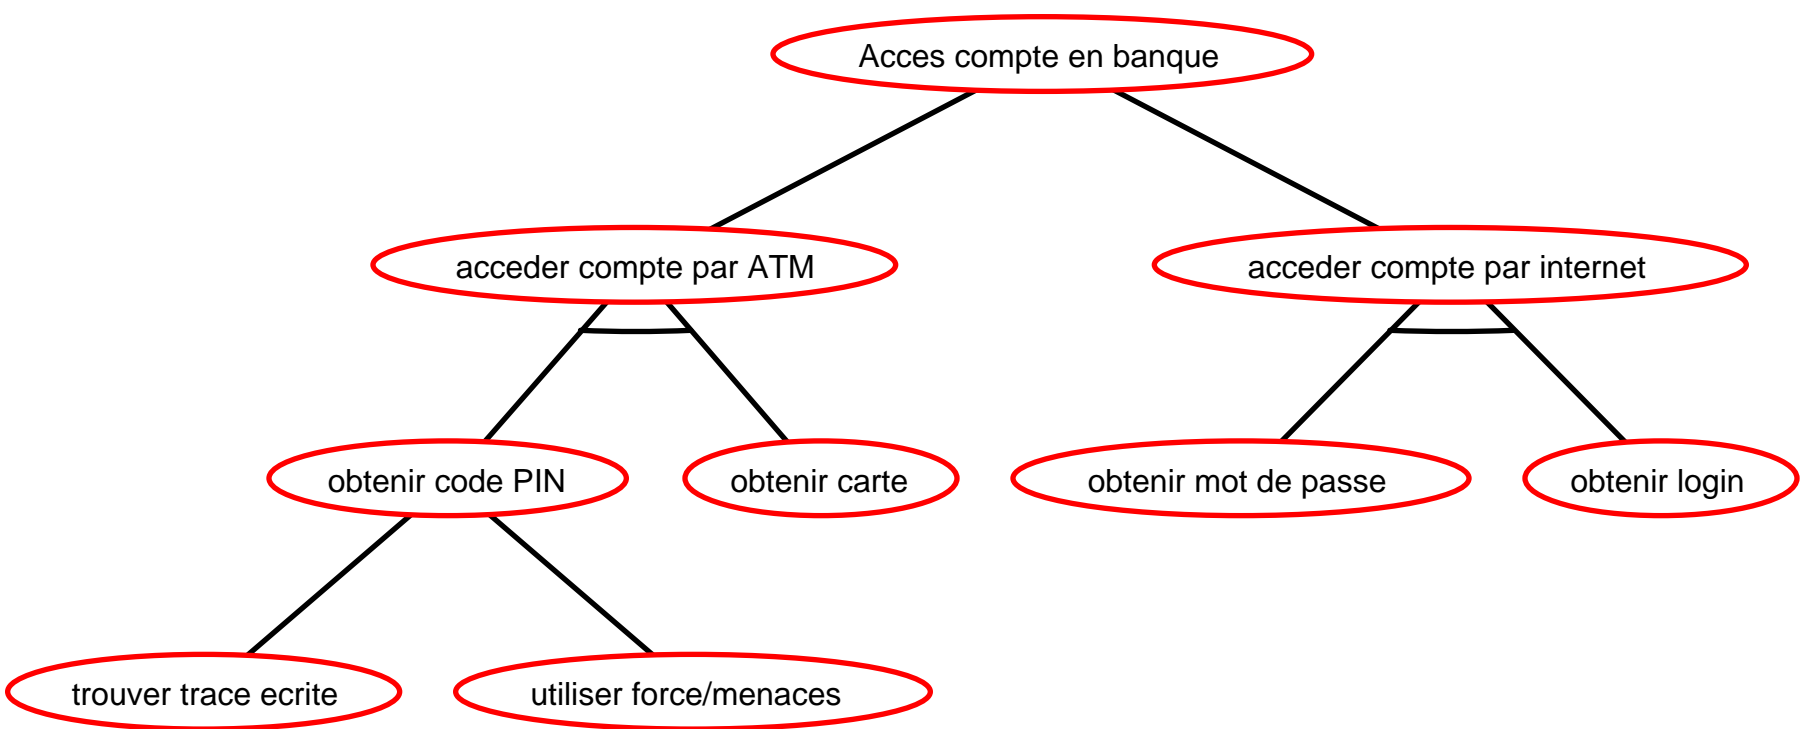 Acces compte en banque
acceder compte par ATM
acceder compte par internet
obtenir code PIN
obtenir carte
obtenir mot de passe
obtenir login
trouver trace ecrite
utiliser force/menaces